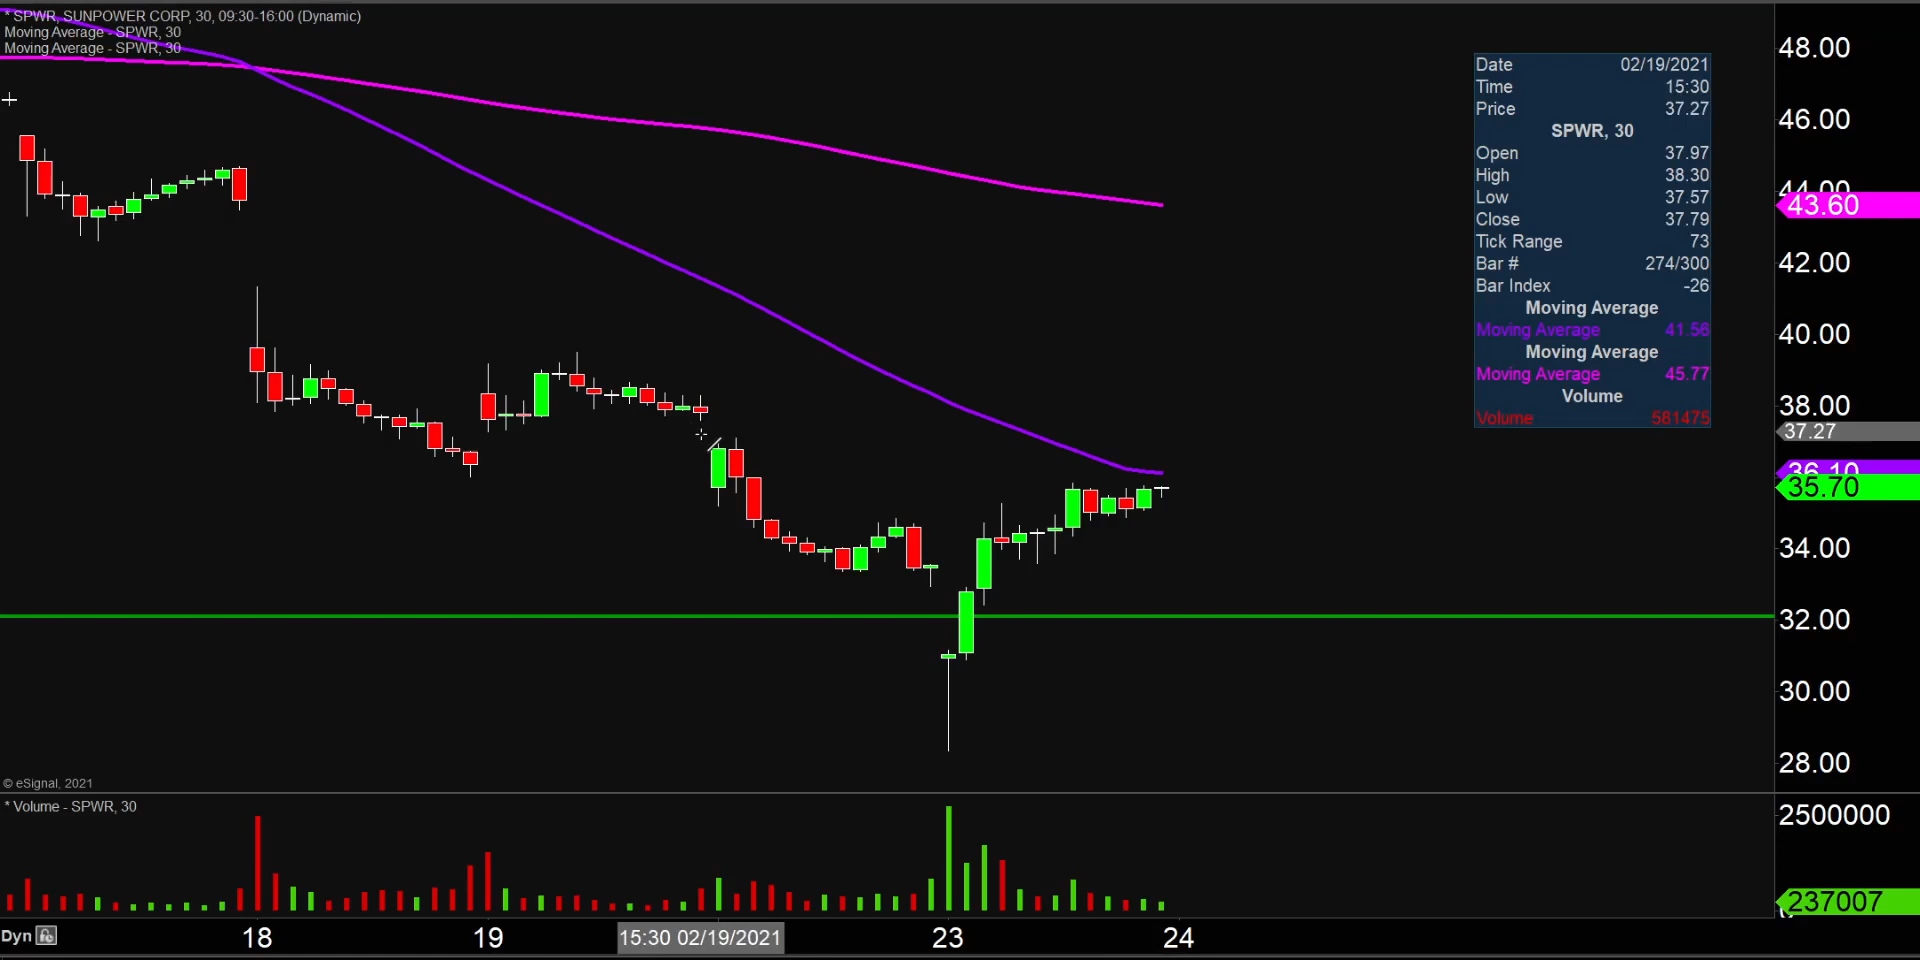 * SPWR, SUNPOWER CORP, 30, 09:30-16:00 (Dynamic)
Moving Average - SPWR, 30
Moving Average - SPWR, 30
Date 02/19/2021
Time 15:30
Price 37.27
SPWR, 30
Open 37.97
High 38.30
Low 37.57
Close 37.79
Tick Range 73
Bar # 274/300
Bar Index -26
Moving Average
Moving Average 41.56
Moving Average
Moving Average 45.77
Volume
Volume 581475
48.00
46.00
44.00
43.60
42.00
40.00
38.00
37.27
36.10
35.70
34.00
32.00
30.00
28.00
© eSignal, 2021
* Volume - SPWR, 30
2500000
237007
0
Dyn
18
19
15:30 02/19/2021
23
24